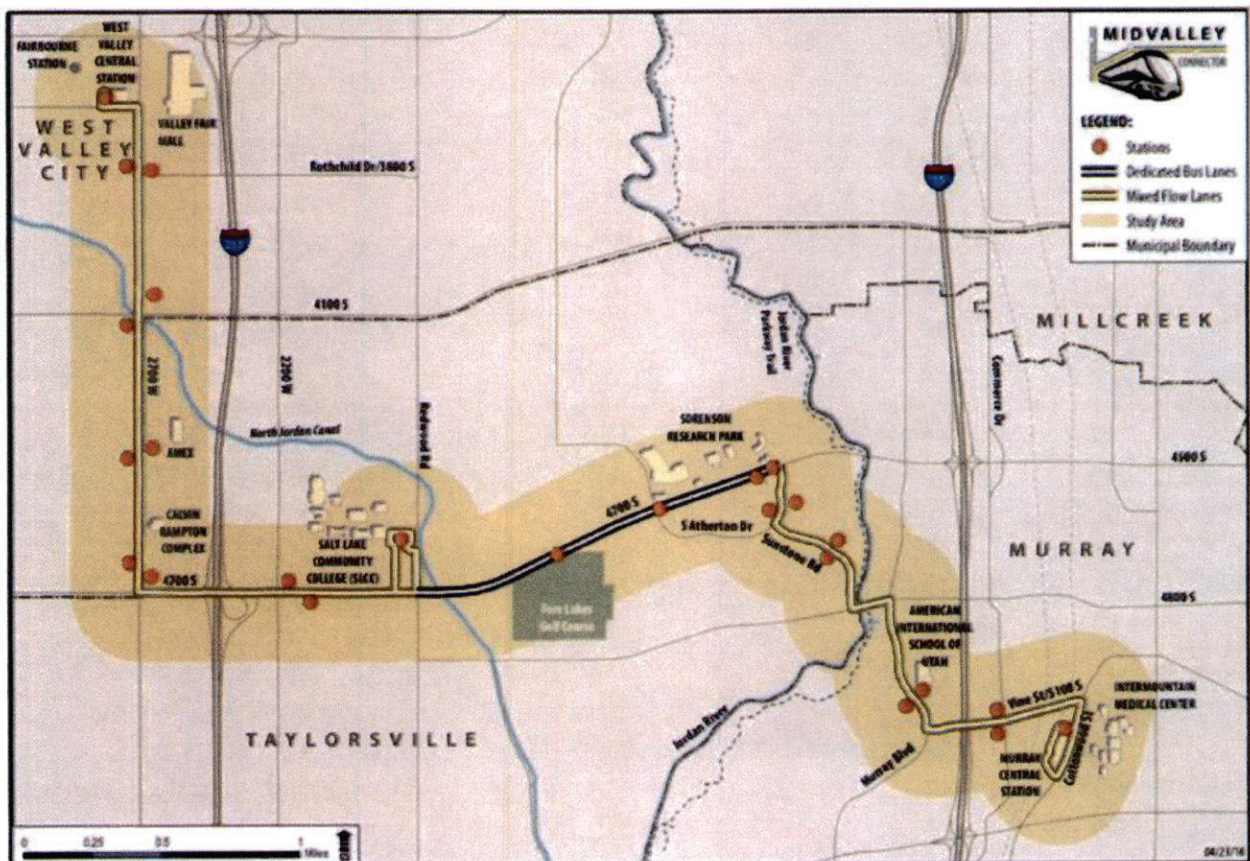 WEST
VALLEY
CENTRAL
STATION
FAIRBOURNE
STATION
VALLEY FAIR
MALL
WEST
VALLEY
CITY
MIDVALLEY
CONNECTOR
LEGEND:
Stations
Dedicated Bus Lanes
Mixed Flow Lanes
Study Area
Municipal Boundary
4100 S
Jordan River
Parkway Trail
MILLCREEK
2700 W
2200 W
Commerce Dr
North Jordan Canal
Redwood Rd
AMEX
SORENSON
RESEARCH PARK
4500 S
4700 S
S Atherton Dr
Sunstone Rd
CALVIN
RAMPTON
COMPLEX
4700 S
SALT LAKE
COMMUNITY
COLLEGE (SLCC)
MURRAY
4800 S
Golf Course
AMERICAN
INTERNATIONAL
SCHOOL OF
UTAH
Vine St/5100 S
INTERMOUNTAIN
MEDICAL CENTER
TAYLORSVILLE
Jordan River
Murray Blvd
MURRAY
CENTRAL
STATION
Cottonwood St
0 0.25 0.5 1
Miles